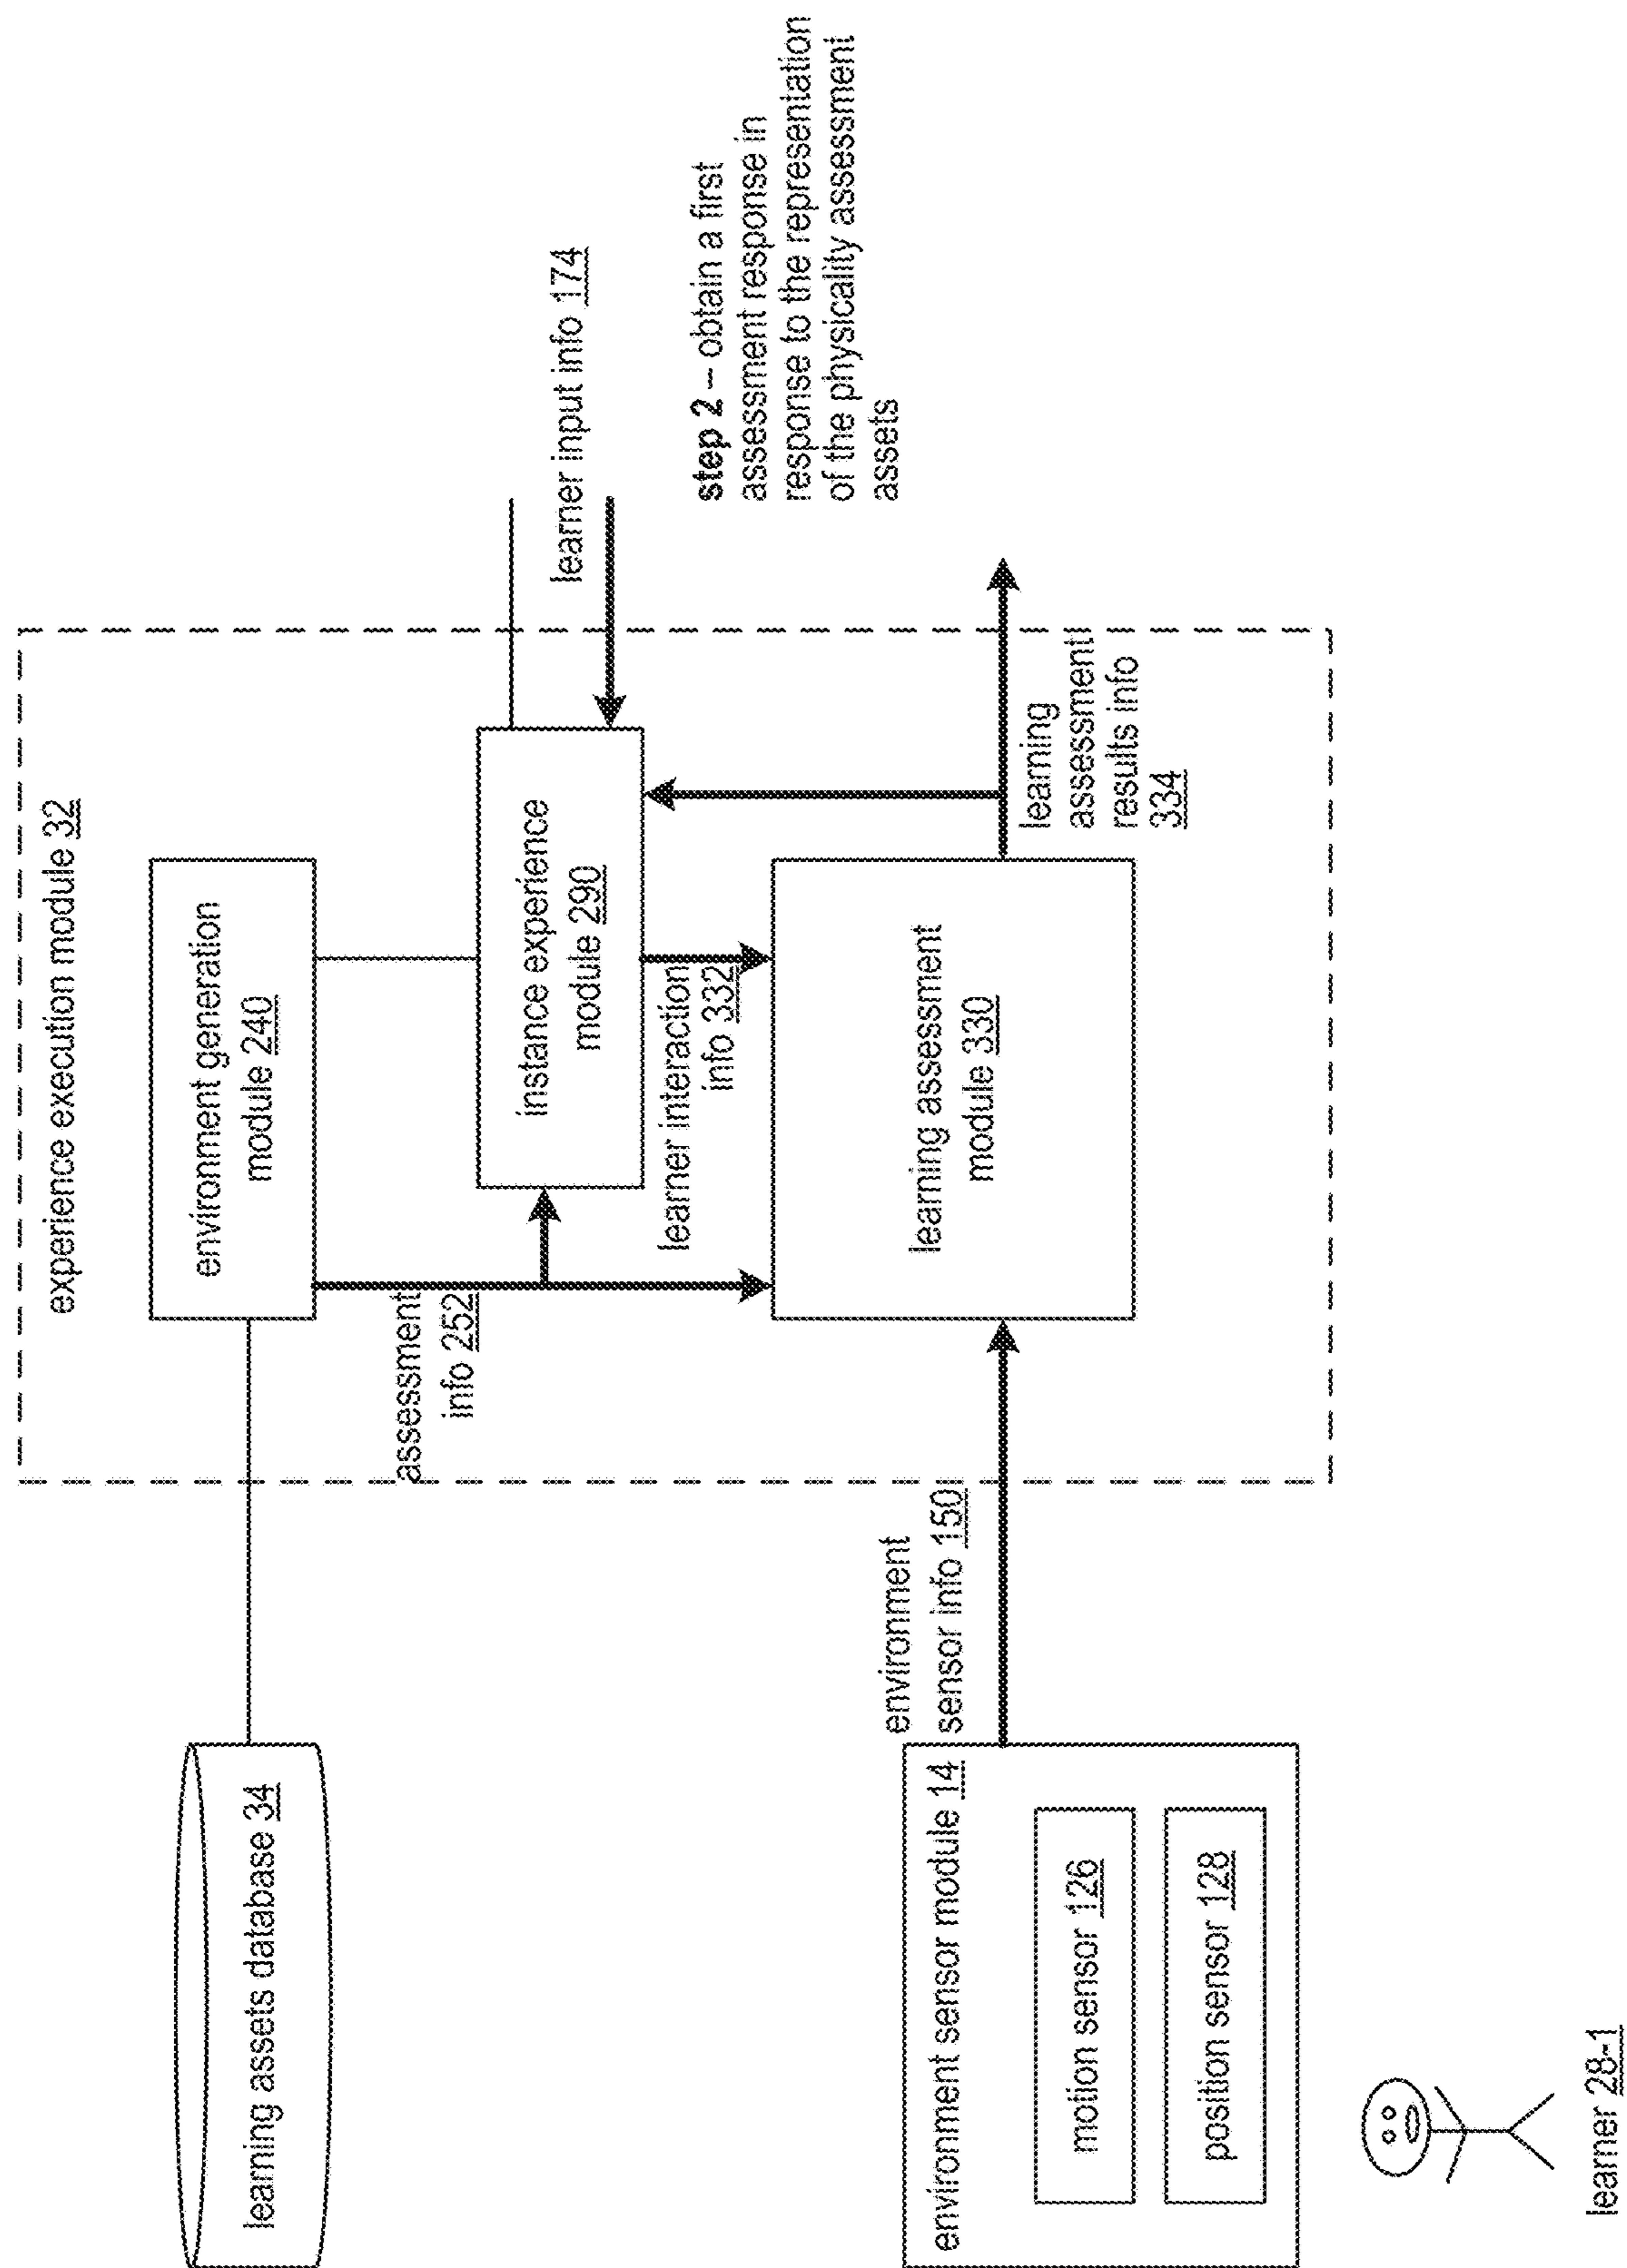 experience execution module 32
learning assets database 34
environment generation
module 240
assessment
info 252
instance experience
module 290
learner input info 174
learner interaction
info 332
step 2 – obtain a first
assessment response in
response to the representation
of the physicality assessment
assets
environment
sensor info 150
environment sensor module 14
motion sensor 126
position sensor 128
learning assessment
module 330
learning
assessment
results info
334
learner 28-1